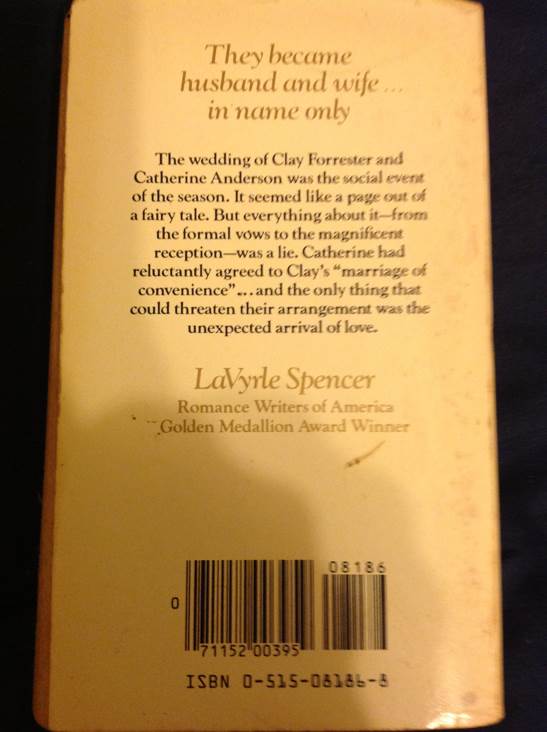 They became
husband and wife...
in name only
The wedding of Clay Forrester and
Catherine Anderson was the social event
of the season. It seemed like a page out of
a fairy tale. But everything about it—from
the formal vows to the magnificent
reception—was a lie. Catherine had
reluctantly agreed to Clay's "marriage of
convenience"... and the only thing that
could threaten their arrangement was the
unexpected arrival of love.
LaVyrle Spencer
Romance Writers of America
Golden Medallion Award Winner
08186
0
71152 00395
ISBN 0-515-08186-8